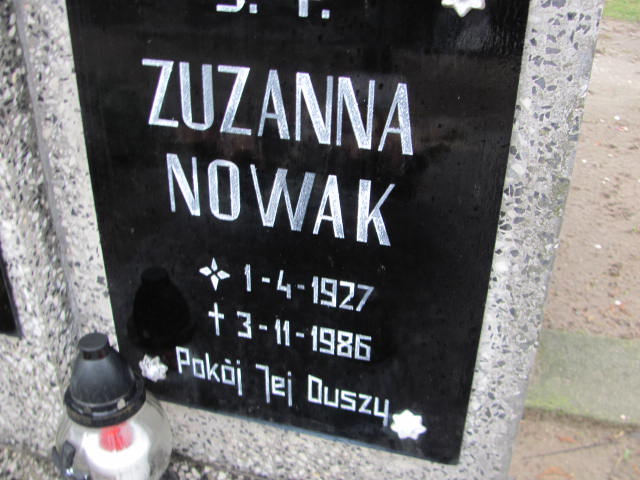 Ś. P.
ZUZANNA
NOWAK
1-4-1927
† 3-11-1986
Pokój Jej Duszy